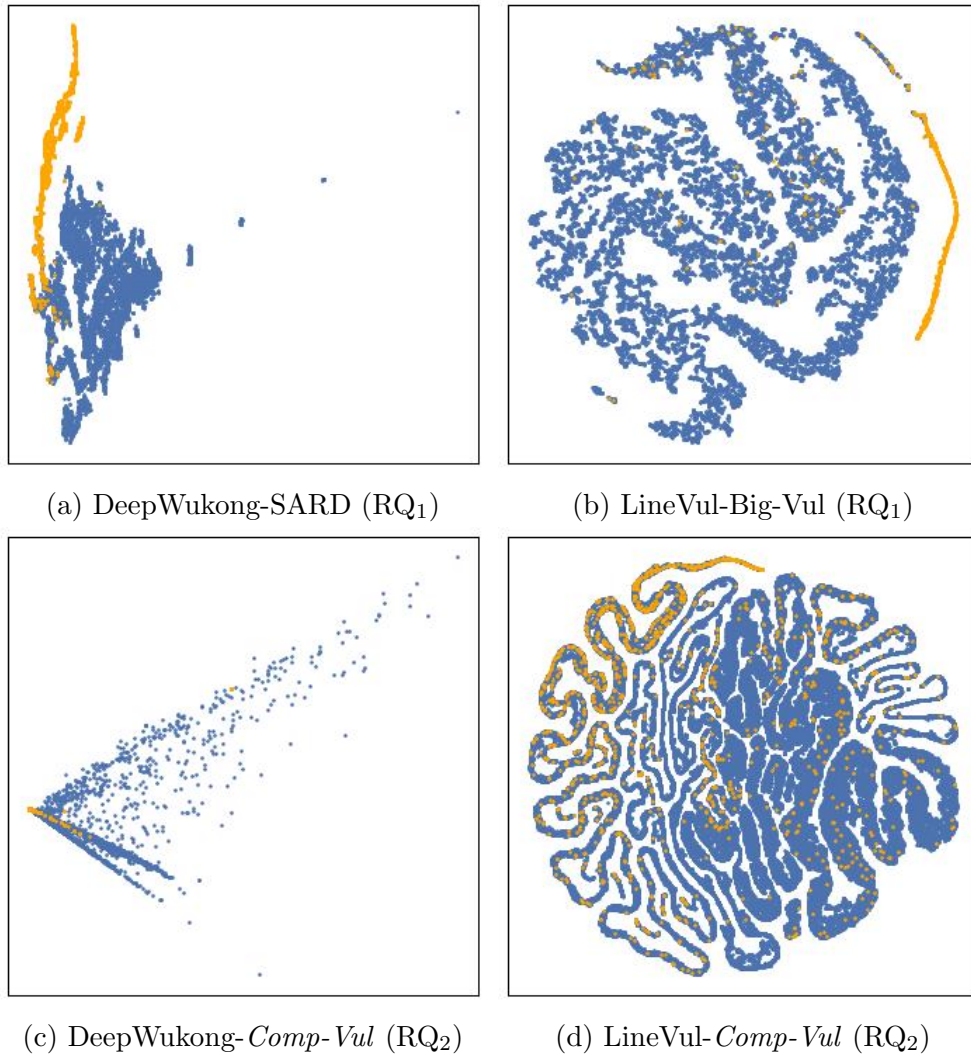 (a) DeepWukong-SARD (RQ₁)
(b) LineVul-Big-Vul (RQ₁)
(c) DeepWukong-Comp-Vul (RQ₂)
(d) LineVul-Comp-Vul (RQ₂)